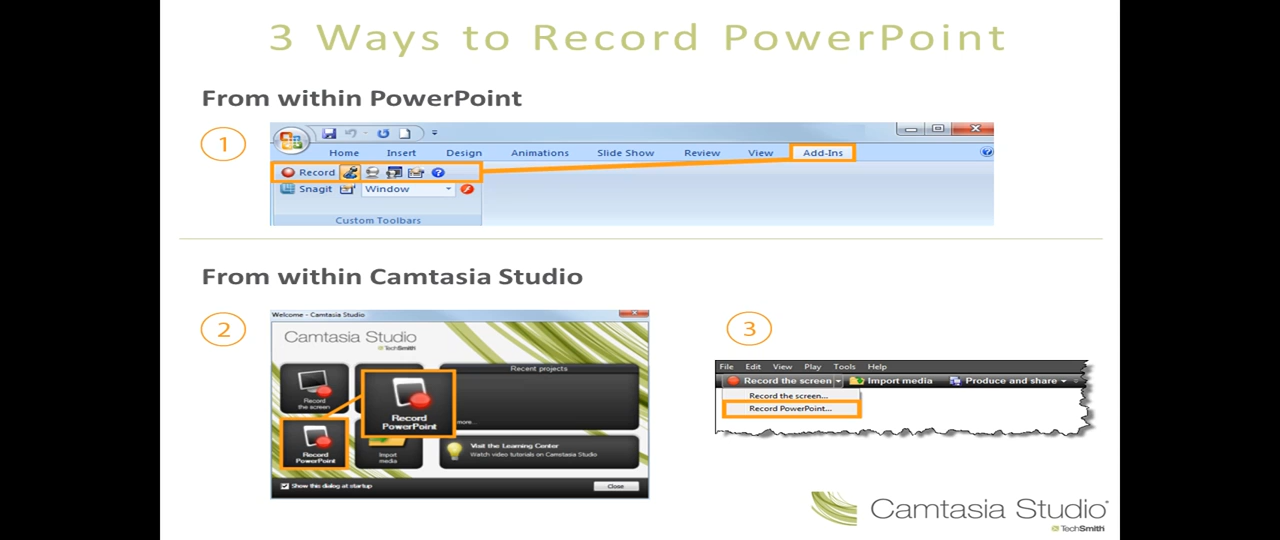 3 Ways to Record PowerPoint
From within PowerPoint
1
Home Insert Design Animations Slide Show Review View Add-Ins
Record
Snagit Window
Custom Toolbars
From within Camtasia Studio
2
Welcome - Camtasia Studio
Camtasia Studio
TechSmith
Record the screen
Record PowerPoint
Recent projects
more...
Record PowerPoint
Import media
Visit the Learning Center
Watch video tutorials on Camtasia Studio
Show this dialog at startup
Close
3
File Edit View Play Tools Help
Record the screen Import media Produce and share
Record the screen...
Record PowerPoint...
Camtasia Studio
TechSmith